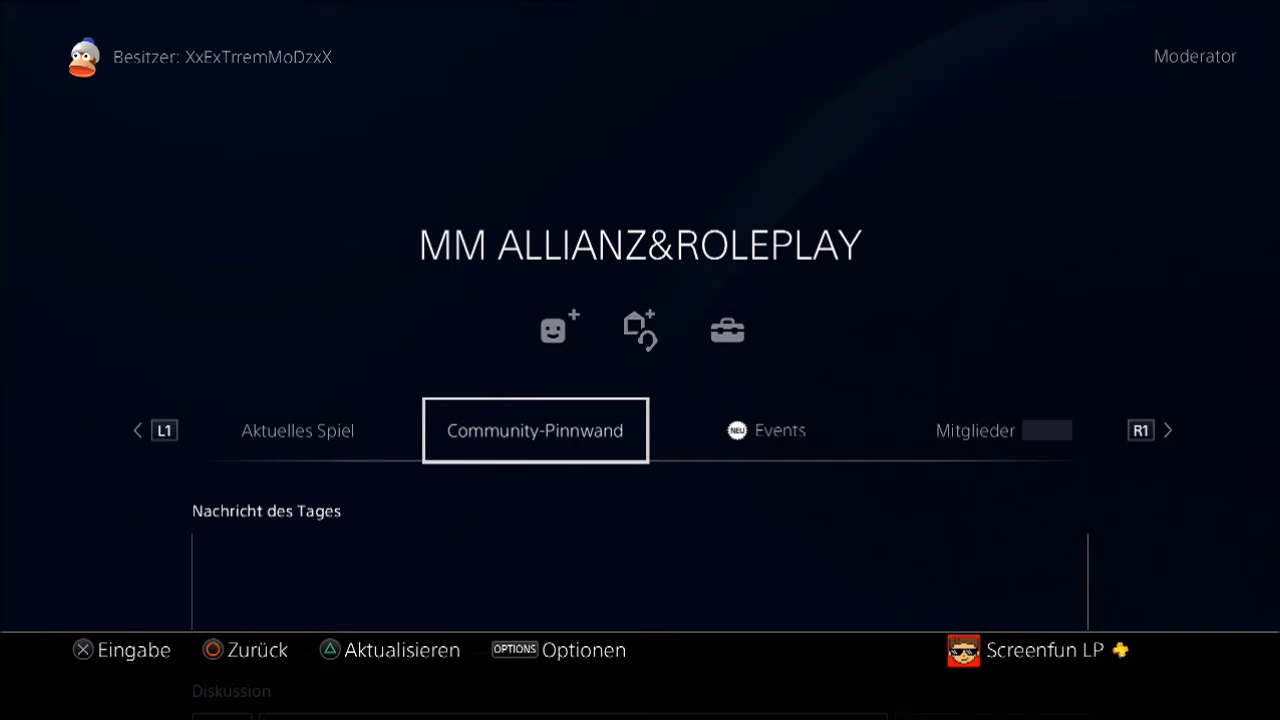 Besitzer: XxExTrremMoDzxX
Moderator
MM ALLIANZ&ROLEPLAY
L1 Aktuelles Spiel Community-Pinnwand NEU Events Mitglieder R1
Nachricht des Tages
Eingabe Zurück Aktualisieren OPTIONS Optionen Screenfun LP
Diskussion